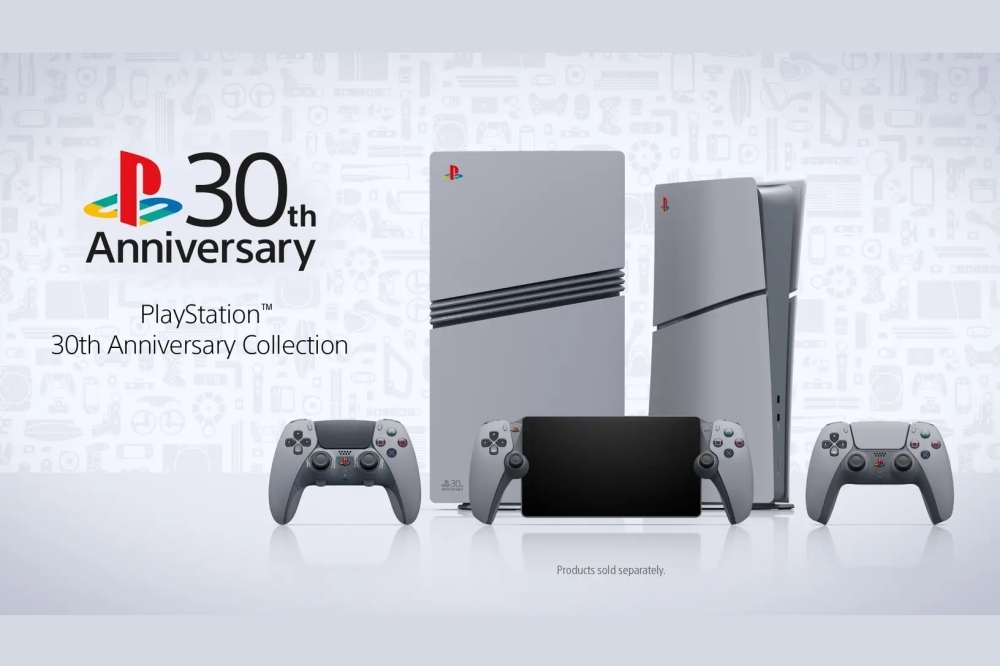 30th
Anniversary
PlayStation™
30th Anniversary Collection
Products sold separately.